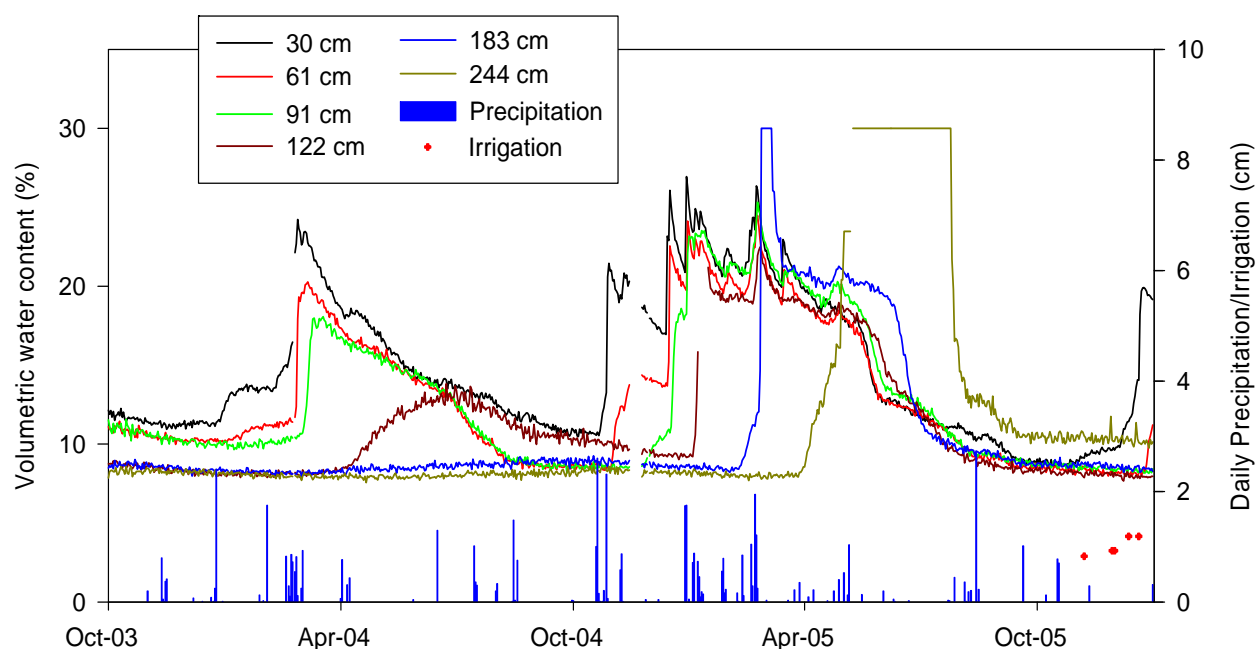 30 cm
61 cm
91 cm
122 cm
183 cm
244 cm
Precipitation
Irrigation
Volumetric water content (%)
30
20
10
0
Daily Precipitation/Irrigation (cm)
10
8
6
4
2
0
Oct-03
Apr-04
Oct-04
Apr-05
Oct-05